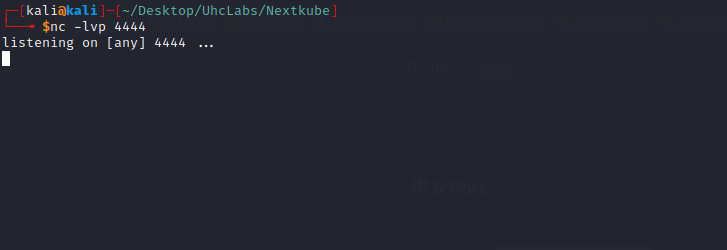 ┌─[kali@kali]─[~/Desktop/UhcLabs/Nextkube]
└──╼ $nc -lvp 4444
listening on [any] 4444 ...
IP & Port